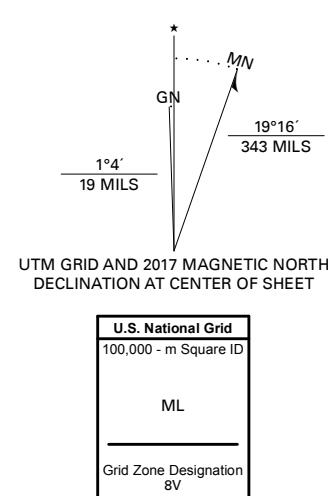 ★
MN
GN
19°16´
343 MILS
1°4´
19 MILS
UTM GRID AND 2017 MAGNETIC NORTH
DECLINATION AT CENTER OF SHEET
U.S. National Grid
100,000 - m Square ID
ML
Grid Zone Designation
8V